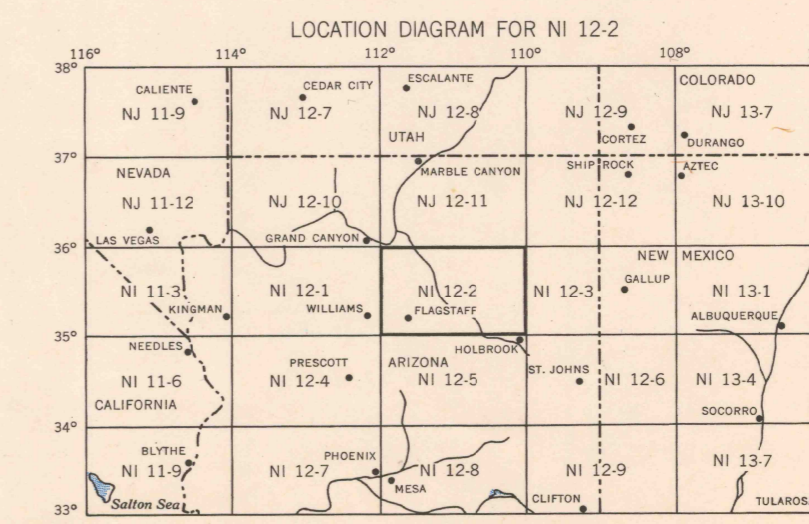 LOCATION DIAGRAM FOR NI 12-2
116° 114° 112° 110° 108°
38°
CALIENTE CEDAR CITY ESCALANTE COLORADO
NJ 11-9 NJ 12-7 NJ 12-8 NJ 12-9 NJ 13-7
UTAH CORTEZ DURANGO
37°
NEVADA MARBLE CANYON SHIP ROCK AZTEC
NJ 11-12 NJ 12-10 NJ 12-11 NJ 12-12 NJ 13-10
LAS VEGAS GRAND CANYON
36°
NEW MEXICO
GALLUP
NI 11-3 NI 12-1 NI 12-2 NI 12-3 NI 13-1
KINGMAN WILLIAMS FLAGSTAFF ALBUQUERQUE
35°
NEEDLES HOLBROOK
PRESCOTT ARIZONA ST. JOHNS
NI 11-6 NI 12-4 NI 12-5 NI 12-6 NI 13-4
CALIFORNIA SOCORRO
34°
BLYTHE PHOENIX
NI 11-9 NI 12-7 NI 12-8 NI 12-9 NI 13-7
MESA
Salton Sea CLIFTON TULAROS
33°